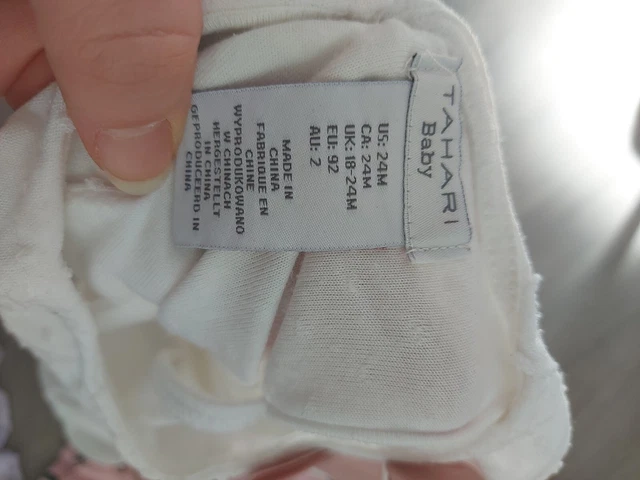 TAHARI
Baby
US: 24M
CA: 24M
UK: 18-24M
EU: 92
AU: 2
MADE IN
CHINA
FABRIQUE EN
CHINE
WYPRODUKOWANO
W CHINACH
HERGESTELLT
IN CHINA
GEPRODUCEERD IN
CHINA